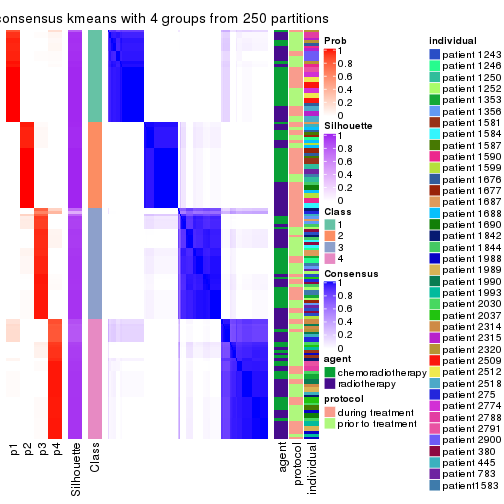 consensus kmeans with 4 groups from 250 partitions
p1
p2
p3
p4
Silhouette
Class
agent
protocol
individual
Prob
1
0.8
0.6
0.4
0.2
0
Silhouette
1
0.8
0.6
0.4
0.2
0
Class
1
2
3
4
Consensus
1
0.8
0.6
0.4
0.2
0
agent
chemoradiotherapy
radiotherapy
protocol
during treatment
prior to treatment
individual
patient 1243
patient 1246
patient 1250
patient 1252
patient 1353
patient 1356
patient 1581
patient 1584
patient 1587
patient 1590
patient 1599
patient 1676
patient 1677
patient 1687
patient 1688
patient 1690
patient 1842
patient 1844
patient 1988
patient 1989
patient 1990
patient 1993
patient 2030
patient 2037
patient 2314
patient 2315
patient 2320
patient 2509
patient 2512
patient 2518
patient 275
patient 2774
patient 2788
patient 2791
patient 2900
patient 380
patient 445
patient 783
patient1583